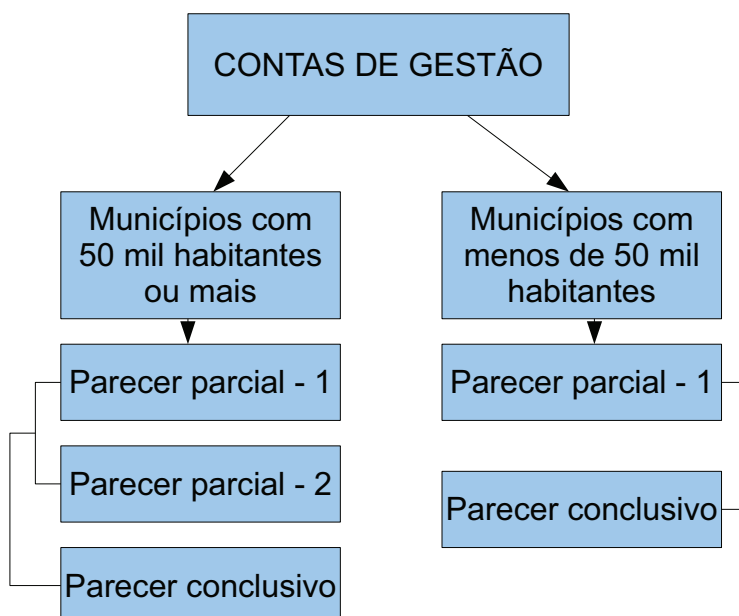 CONTAS DE GESTÃO
Municípios com
50 mil habitantes
ou mais
Parecer parcial - 1
Parecer parcial - 2
Parecer conclusivo
Municípios com
menos de 50 mil
habitantes
Parecer parcial - 1
Parecer conclusivo